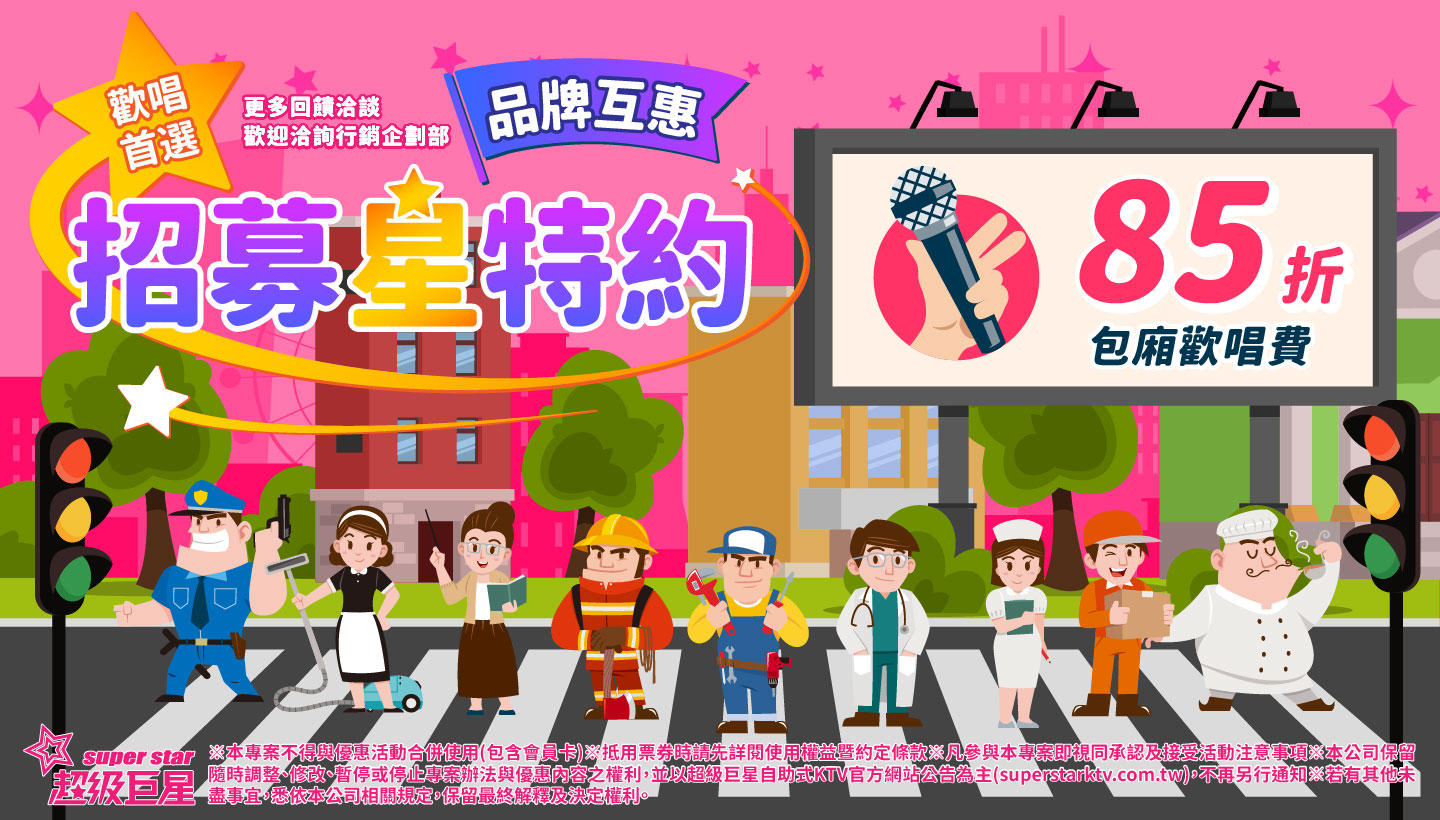 歡唱
首選
更多回饋洽談
歡迎洽詢行銷企劃部
品牌互惠
招募星特約
85折
包廂歡唱費
super star
超級巨星
※本專案不得與優惠活動合併使用(包含會員卡)※抵用票券時請先詳閱使用權益暨約定條款※凡參與本專案即視同承認及接受活動注意事項※本公司保留
隨時調整、修改、暫停或停止專案辦法與優惠內容之權利,並以超級巨星自助式KTV官方網站公告為主(superstarktv.com.tw),不再另行通知※若有其他未
盡事宜,悉依本公司相關規定,保留最終解釋及決定權利。